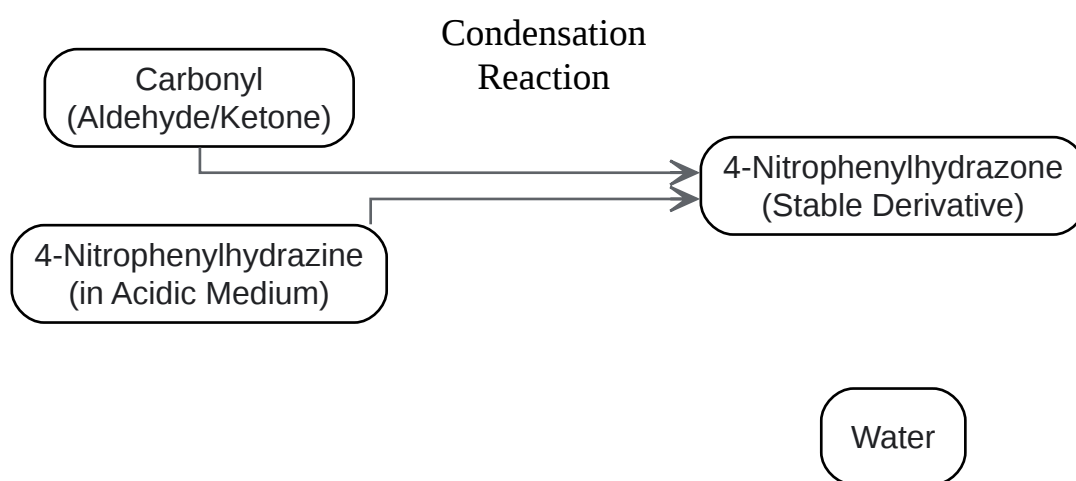 Condensation
Reaction
Carbonyl
(Aldehyde/Ketone)
4-Nitrophenylhydrazone
(Stable Derivative)
4-Nitrophenylhydrazine
(in Acidic Medium)
Water